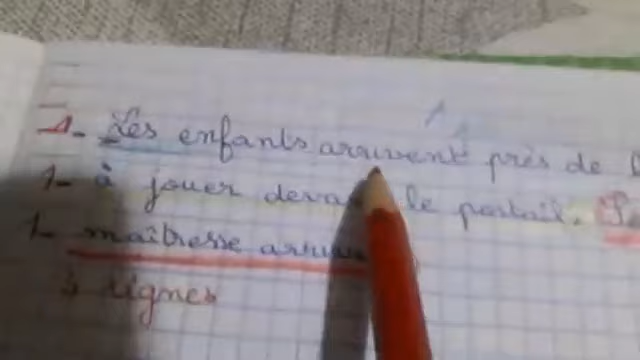 1- Les enfants arrivent près de l
1- à jouer devant le portail.
1- maîtresse arrive
3 lignes